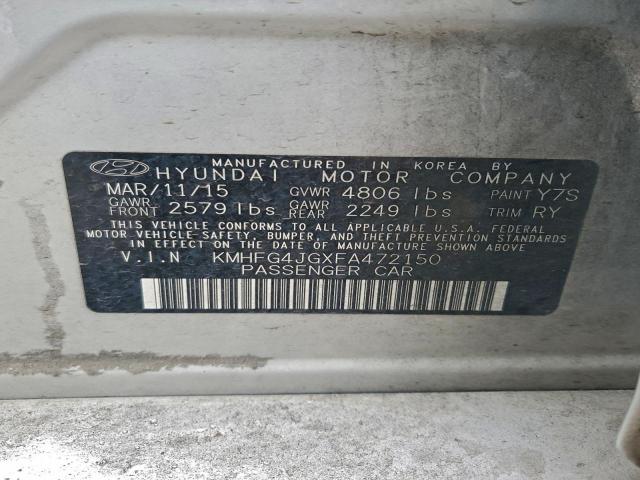 MANUFACTURED IN KOREA BY
HYUNDAI MOTOR COMPANY
MAR/11/15 GVWR 4806 lbs PAINT Y7S
GAWR FRONT 2579 lbs GAWR REAR 2249 lbs TRIM RY
THIS VEHICLE CONFORMS TO ALL APPLICABLE U.S.A. FEDERAL
MOTOR VEHICLE SAFETY, BUMPER, AND THEFT PREVENTION STANDARDS
IN EFFECT ON THE DATE OF MANUFACTURE SHOWN ABOVE
V.I.N KMHFG4JGXFA472150
PASSENGER CAR